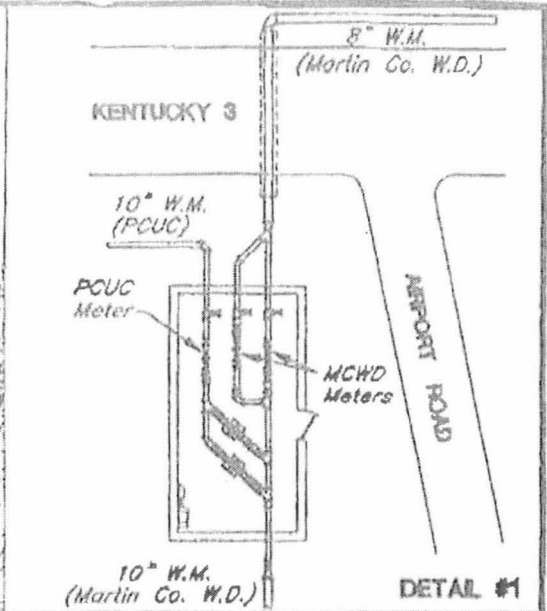 8" W.M.
(Martin Co. W.D.)
KENTUCKY 3
10" W.M.
(PCUC)
PCUC
Meter
MCWD
Meters
AIRPORT ROAD
10" W.M.
(Martin Co. W.D.)
DETAIL #1